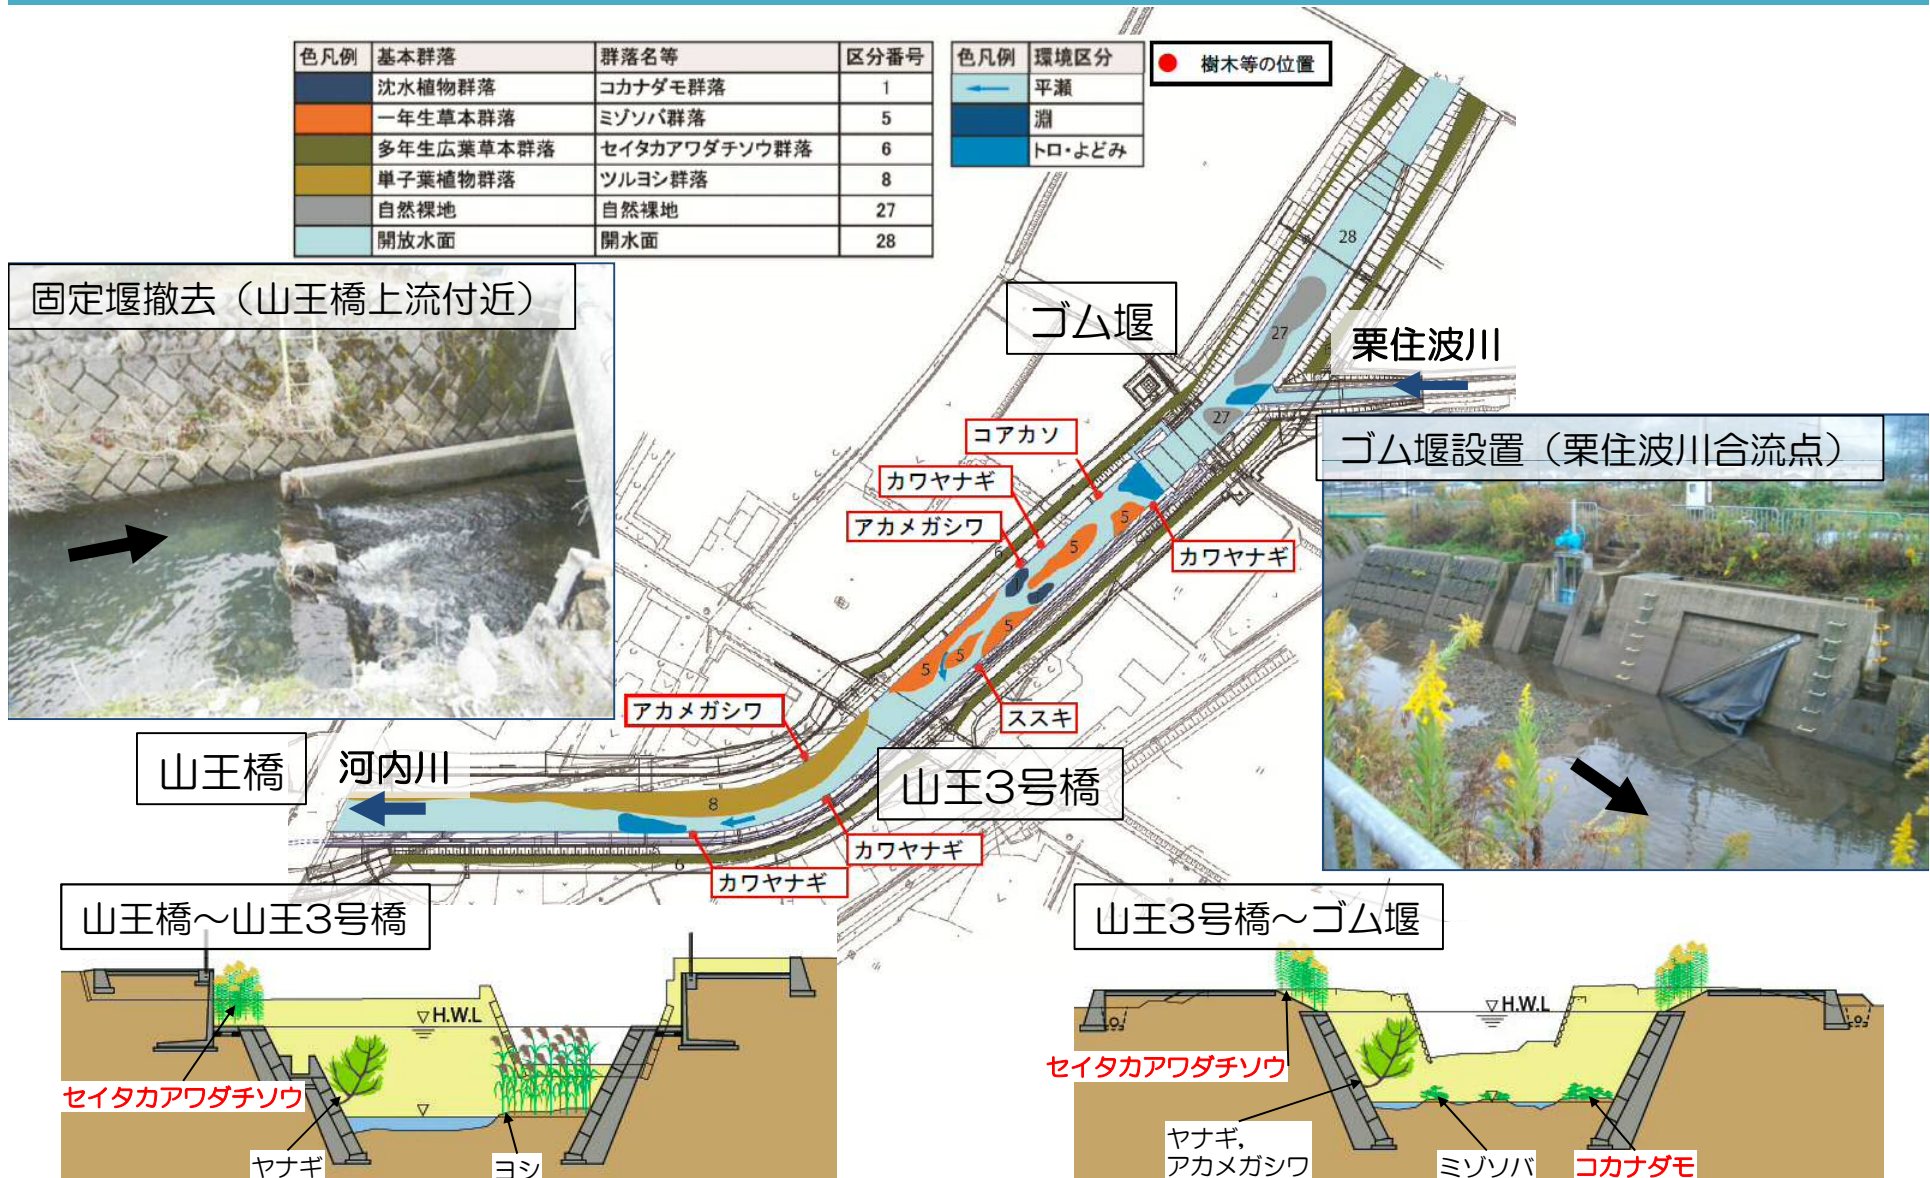 色凡例 基本群落 群落名等 区分番号
沈水植物群落 コカナダモ群落 1
一年生草本群落 ミゾソバ群落 5
多年生広葉草本群落 セイタカアワダチソウ群落 6
単子葉植物群落 ツルヨシ群落 8
自然裸地 自然裸地 27
開放水面 開水面 28
色凡例 環境区分
平瀬
淵
トロ・よどみ
樹木等の位置
固定堰撤去（山王橋上流付近）
ゴム堰
28
27
栗住波川
27
ゴム堰設置（栗住波川合流点）
コアカソ
カワヤナギ
アカメガシワ
カワヤナギ
5
5
6
1
5
5
5
アカメガシワ
ススキ
山王橋
河内川
山王3号橋
8
カワヤナギ
6
カワヤナギ
山王橋～山王3号橋
▽H.W.L
セイタカアワダチソウ
ヤナギ
ヨシ
山王3号橋～ゴム堰
▽H.W.L
セイタカアワダチソウ
ヤナギ,
アカメガシワ
ミゾソバ
コカナダモ